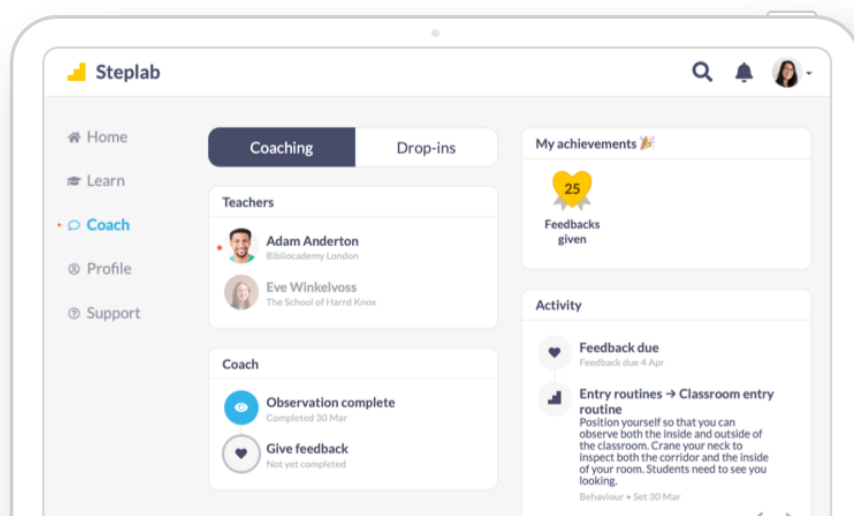 Steplab
Home
Learn
Coach
Profile
Support
Coaching
Drop-ins
Teachers
Adam Anderton
Bibliocademy London
Eve Winkelvoss
The School of Harrd Knox
Coach
Observation complete
Completed 30 Mar
Give feedback
Not yet completed
My achievements
25
Feedbacks
given
Activity
Feedback due
Feedback due 4 Apr
Entry routines → Classroom entry
routine
Position yourself so that you can
observe both the inside and outside of
the classroom. Crane your neck to
inspect both the corridor and the inside
of your room. Students need to see you
looking.
Behaviour • Set 30 Mar